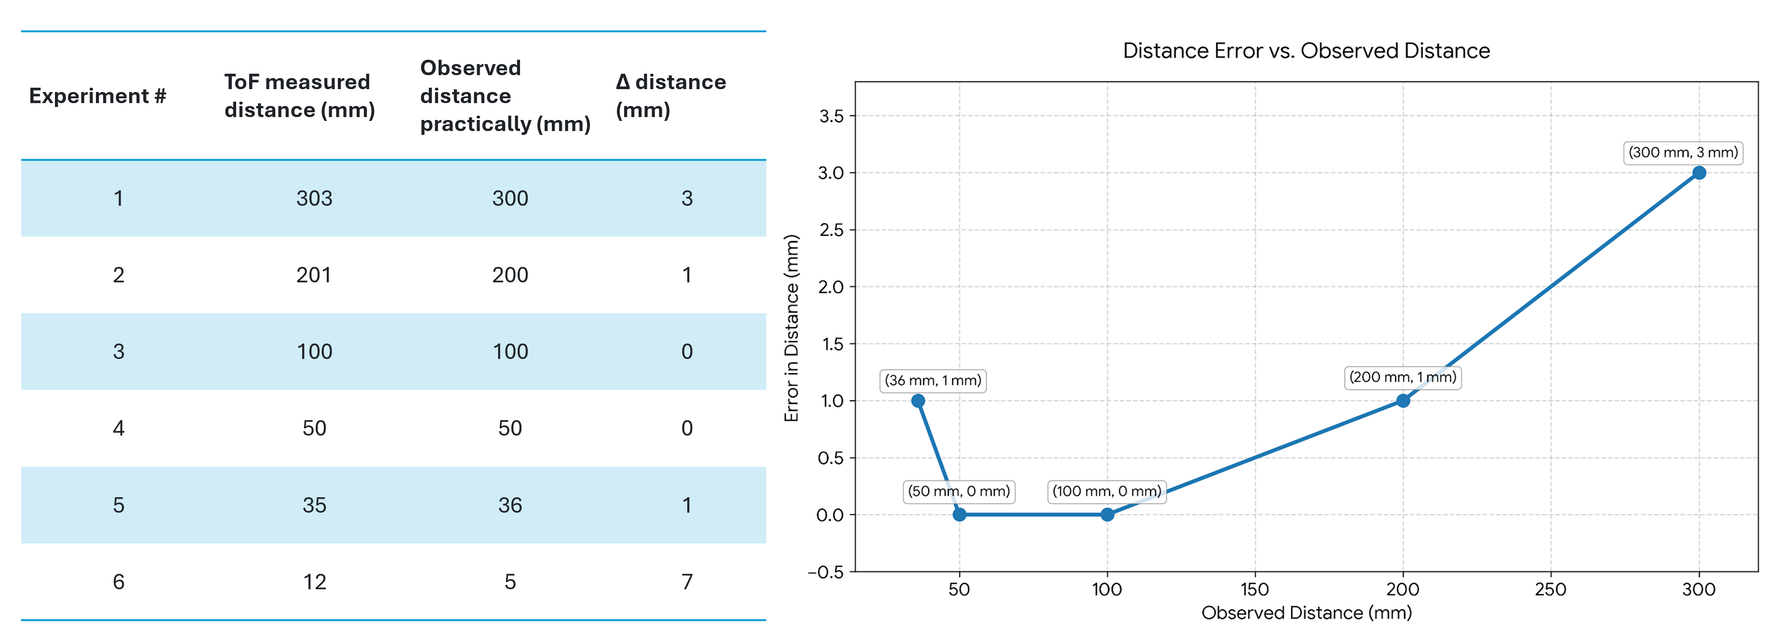 Experiment #
ToF measured
distance (mm)
Observed
distance
practically (mm)
Δ distance
(mm)
1 303 300 3
2 201 200 1
3 100 100 0
4 50 50 0
5 35 36 1
6 12 5 7
Distance Error vs. Observed Distance
Error in Distance (mm)
3.5
3.0
2.5
2.0
1.5
1.0
0.5
0.0
−0.5
(300 mm, 3 mm)
(36 mm, 1 mm)
(200 mm, 1 mm)
(50 mm, 0 mm)
(100 mm, 0 mm)
50 100 150 200 250 300
Observed Distance (mm)